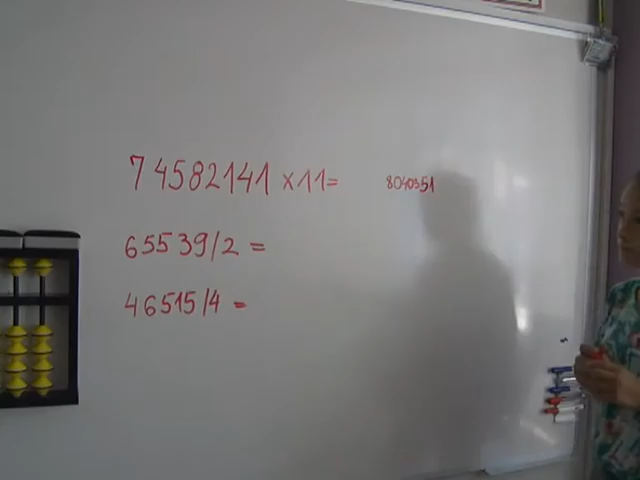 74582141 x11= 8040351
65539/2 =
46515/4 =